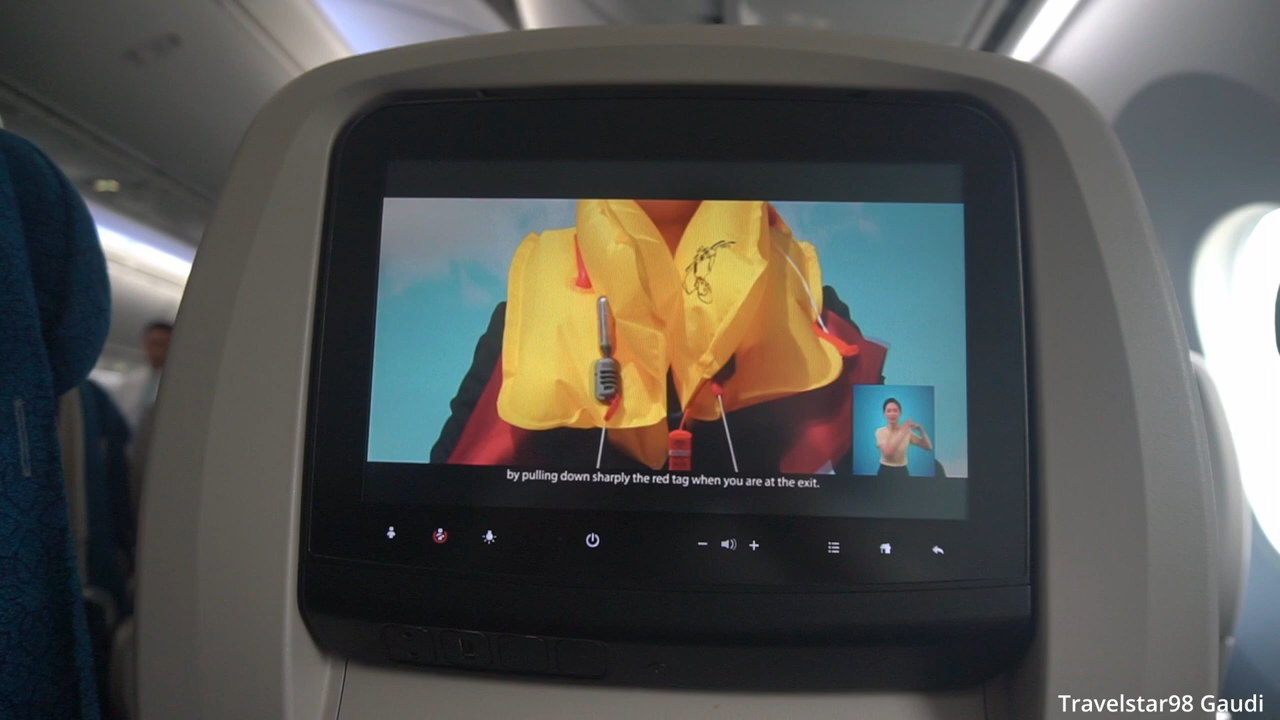 by pulling down sharply the red tag when you are at the exit.
Travelstar98 Gaudi